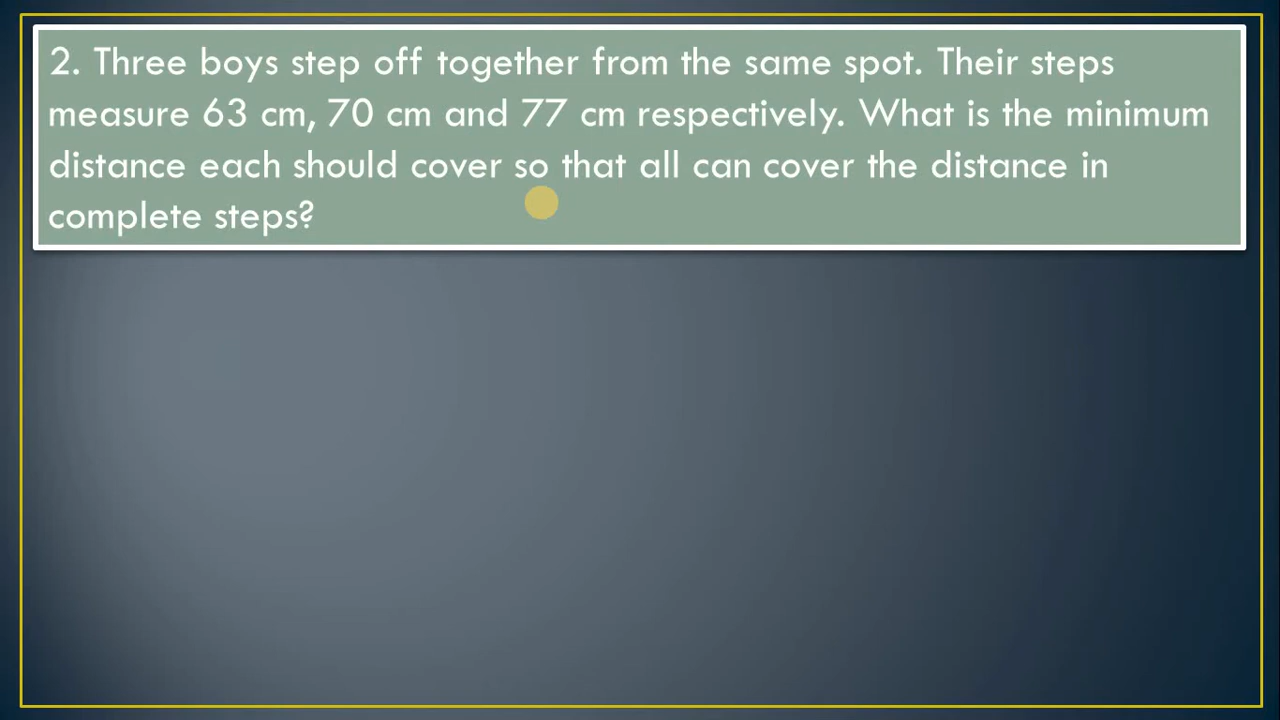 2. Three boys step off together from the same spot. Their steps
measure 63 cm, 70 cm and 77 cm respectively. What is the minimum
distance each should cover so that all can cover the distance in
complete steps?